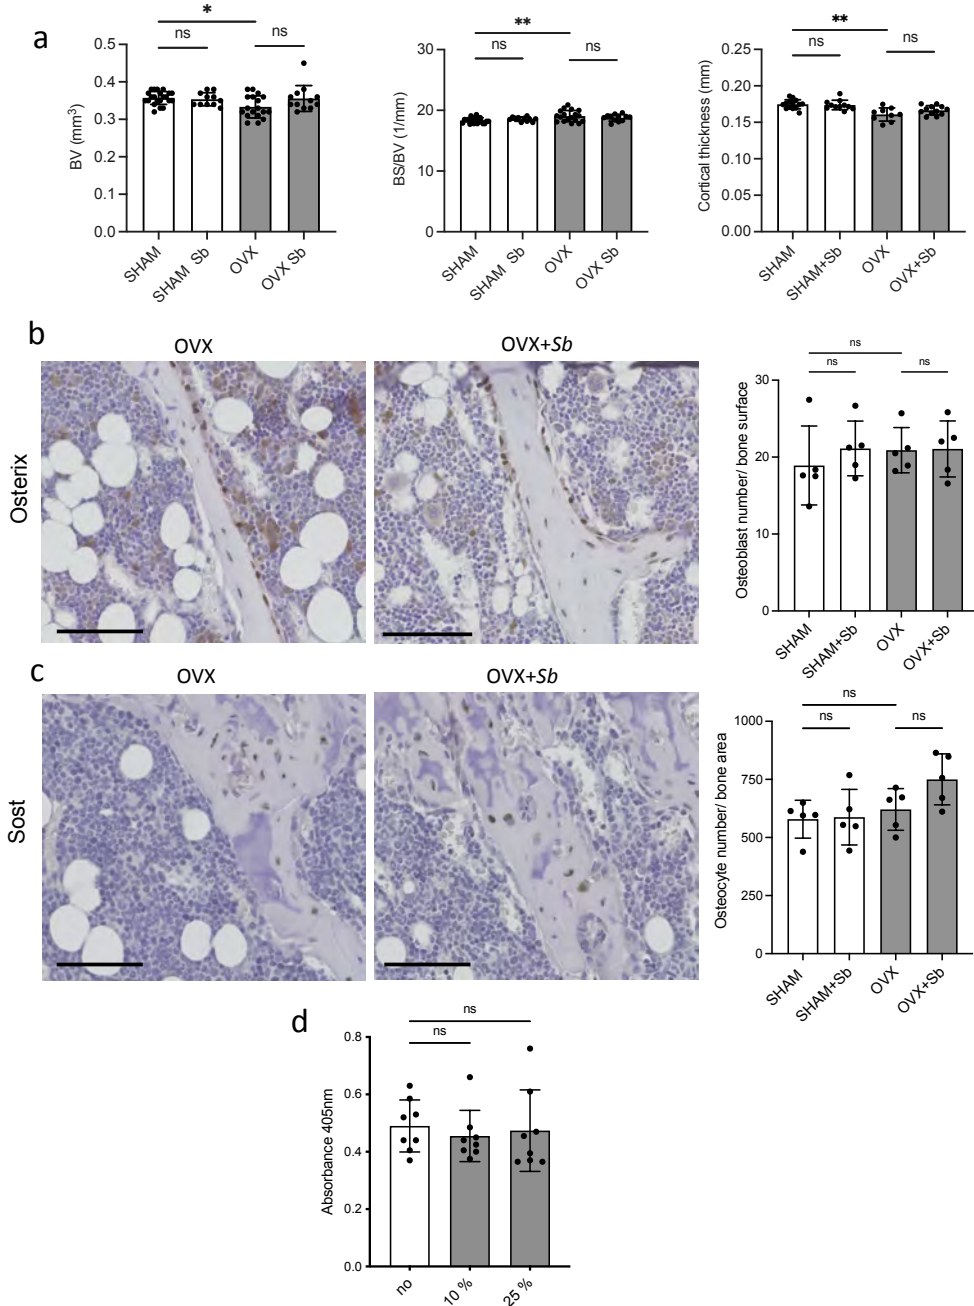 a
*
ns
ns
0.5
0.4
0.3
0.2
0.1
0.0
BV (mm³)
SHAM
SHAM Sb
OVX
OVX Sb
**
ns
ns
30
20
10
0
BS/BV (1/mm)
SHAM
SHAM Sb
OVX
OVX Sb
**
ns
ns
0.25
0.20
0.15
0.10
0.05
0.00
Cortical thickness (mm)
SHAM
SHAM+Sb
OVX
OVX+Sb
b
OVX
OVX+Sb
Osterix
ns
ns
ns
30
20
10
0
Osteoblast number/ bone surface
SHAM
SHAM+Sb
OVX
OVX+Sb
c
OVX
OVX+Sb
Sost
ns
ns
ns
1000
750
500
250
0
Osteocyte number/ bone area
SHAM
SHAM+Sb
OVX
OVX+Sb
d
ns
ns
0.8
0.6
0.4
0.2
0.0
Absorbance 405nm
no
10 %
25 %